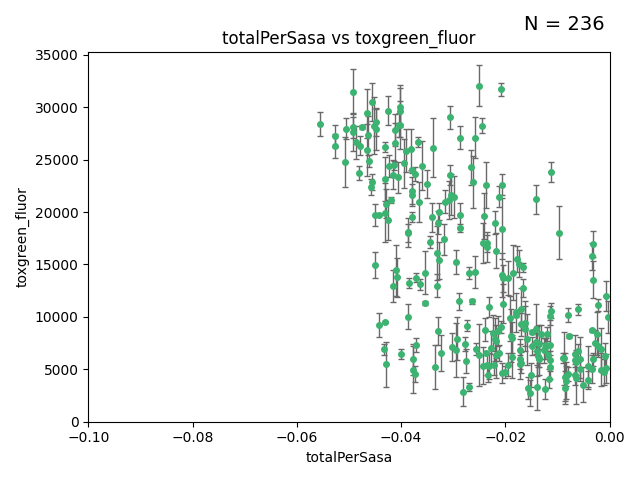 N = 236
totalPerSasa vs toxgreen_fluor
toxgreen_fluor
35000
30000
25000
20000
15000
10000
5000
0
−0.10 −0.08 −0.06 −0.04 −0.02 0.00
totalPerSasa